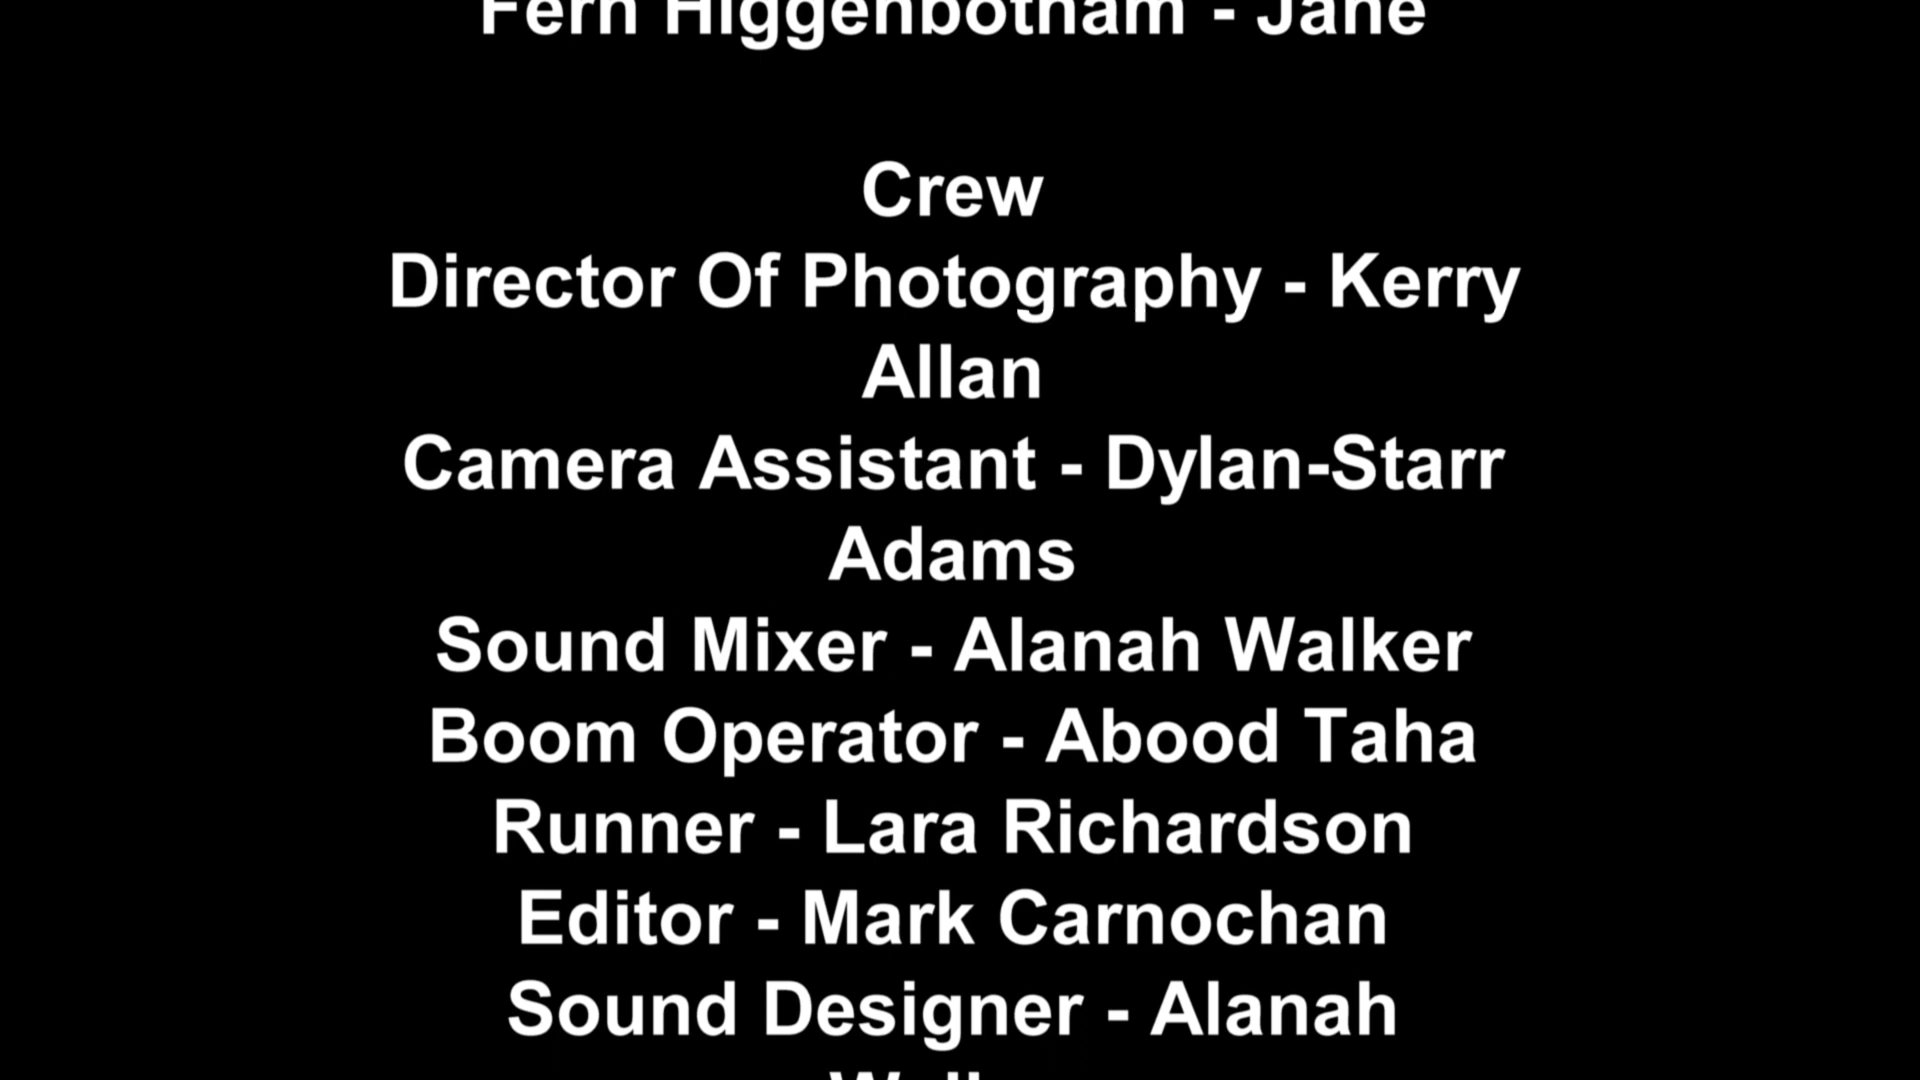 Fern Higgenbotham - Jane
Crew
Director Of Photography - Kerry
Allan
Camera Assistant - Dylan-Starr
Adams
Sound Mixer - Alanah Walker
Boom Operator - Abood Taha
Runner - Lara Richardson
Editor - Mark Carnochan
Sound Designer - Alanah